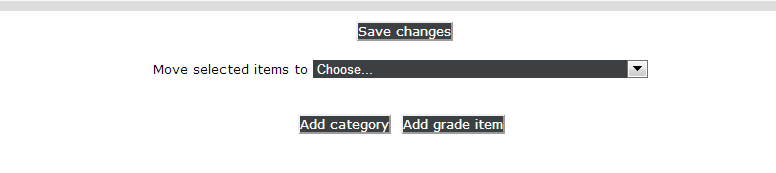 Save changes
Move selected items to Choose...
Add category Add grade item